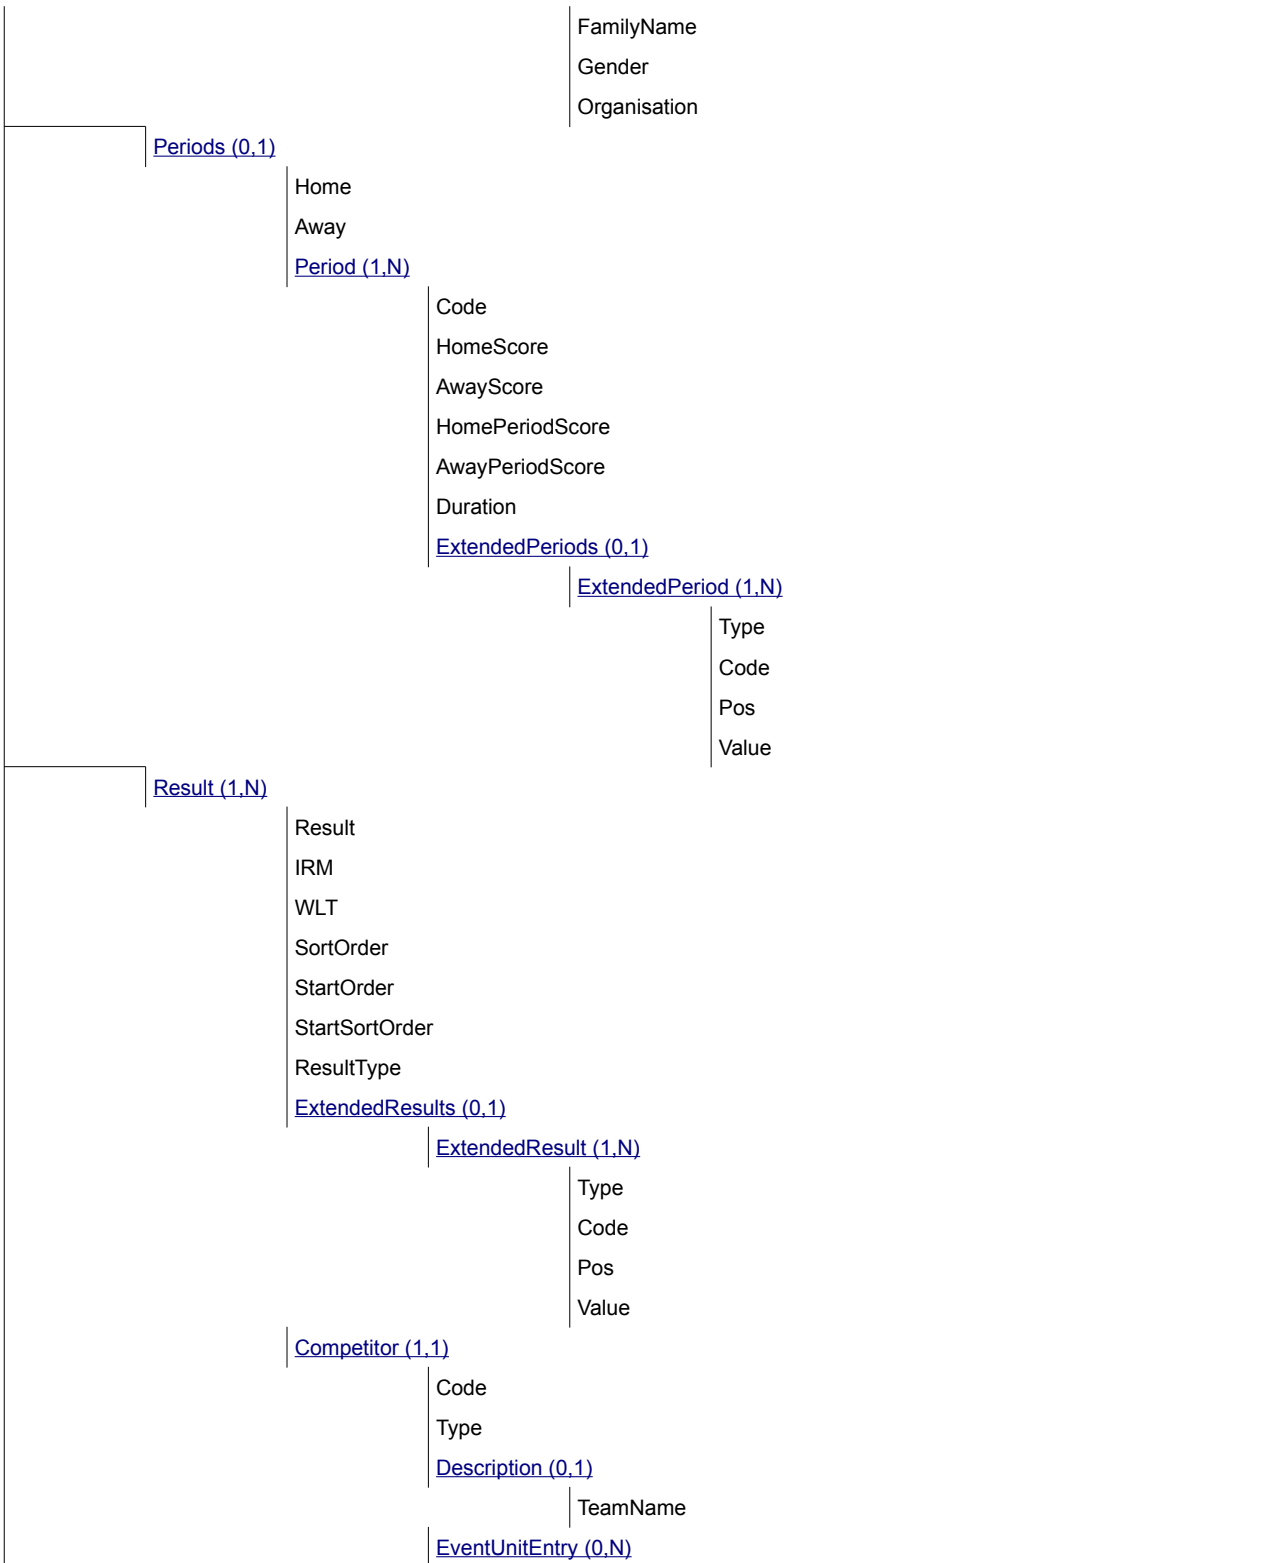 FamilyName
Gender
Organisation
Periods (0,1)
Home
Away
Period (1,N)
Code
HomeScore
AwayScore
HomePeriodScore
AwayPeriodScore
Duration
ExtendedPeriods (0,1)
ExtendedPeriod (1,N)
Type
Code
Pos
Value
Result (1,N)
Result
IRM
WLT
SortOrder
StartOrder
StartSortOrder
ResultType
ExtendedResults (0,1)
ExtendedResult (1,N)
Type
Code
Pos
Value
Competitor (1,1)
Code
Type
Description (0,1)
TeamName
EventUnitEntry (0,N)